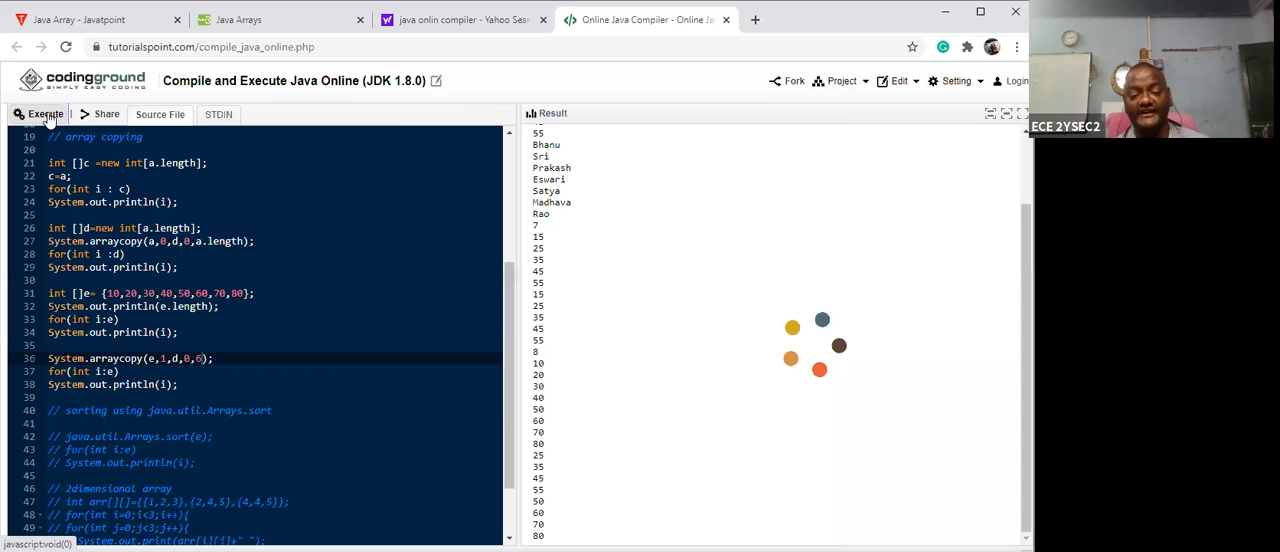 Java Array - Javatpoint
Java Arrays
java onlin compiler - Yahoo Sear
Online Java Compiler - Online Jav
tutorialspoint.com/compile_java_online.php
codingground
SIMPLY EASY CODING
Compile and Execute Java Online (JDK 1.8.0)
Fork
Project
Edit
Setting
Login
Execute
Share
Source File
STDIN
Result
19 // array copying
20
21 int []c =new int[a.length];
22 c=a;
23 for(int i : c)
24 System.out.println(i);
25
26 int []d=new int[a.length];
27 System.arraycopy(a,0,d,0,a.length);
28 for(int i :d)
29 System.out.println(i);
30
31 int []e= {10,20,30,40,50,60,70,80};
32 System.out.println(e.length);
33 for(int i:e)
34 System.out.println(i);
35
36 System.arraycopy(e,1,d,0,6);
37 for(int i:e)
38 System.out.println(i);
39
40 // sorting using java.util.Arrays.sort
41
42 // java.util.Arrays.sort(e);
43 // for(int i:e)
44 // System.out.println(i);
45
46 // 2dimensional array
47 // int arr[][]={{1,2,3},{2,4,5},{4,4,5}};
48 // for(int i=0;i<3;i++){
49 // for(int j=0;j<3;j++){
System.out.print(arr[i][j]+" ");
javascript:void(0)
55
Bhanu
Sri
Prakash
Eswari
Satya
Madhava
Rao
7
15
25
35
45
55
15
25
35
45
55
8
10
20
30
40
50
60
70
80
25
35
45
55
50
60
70
80
ECE 2YSEC2